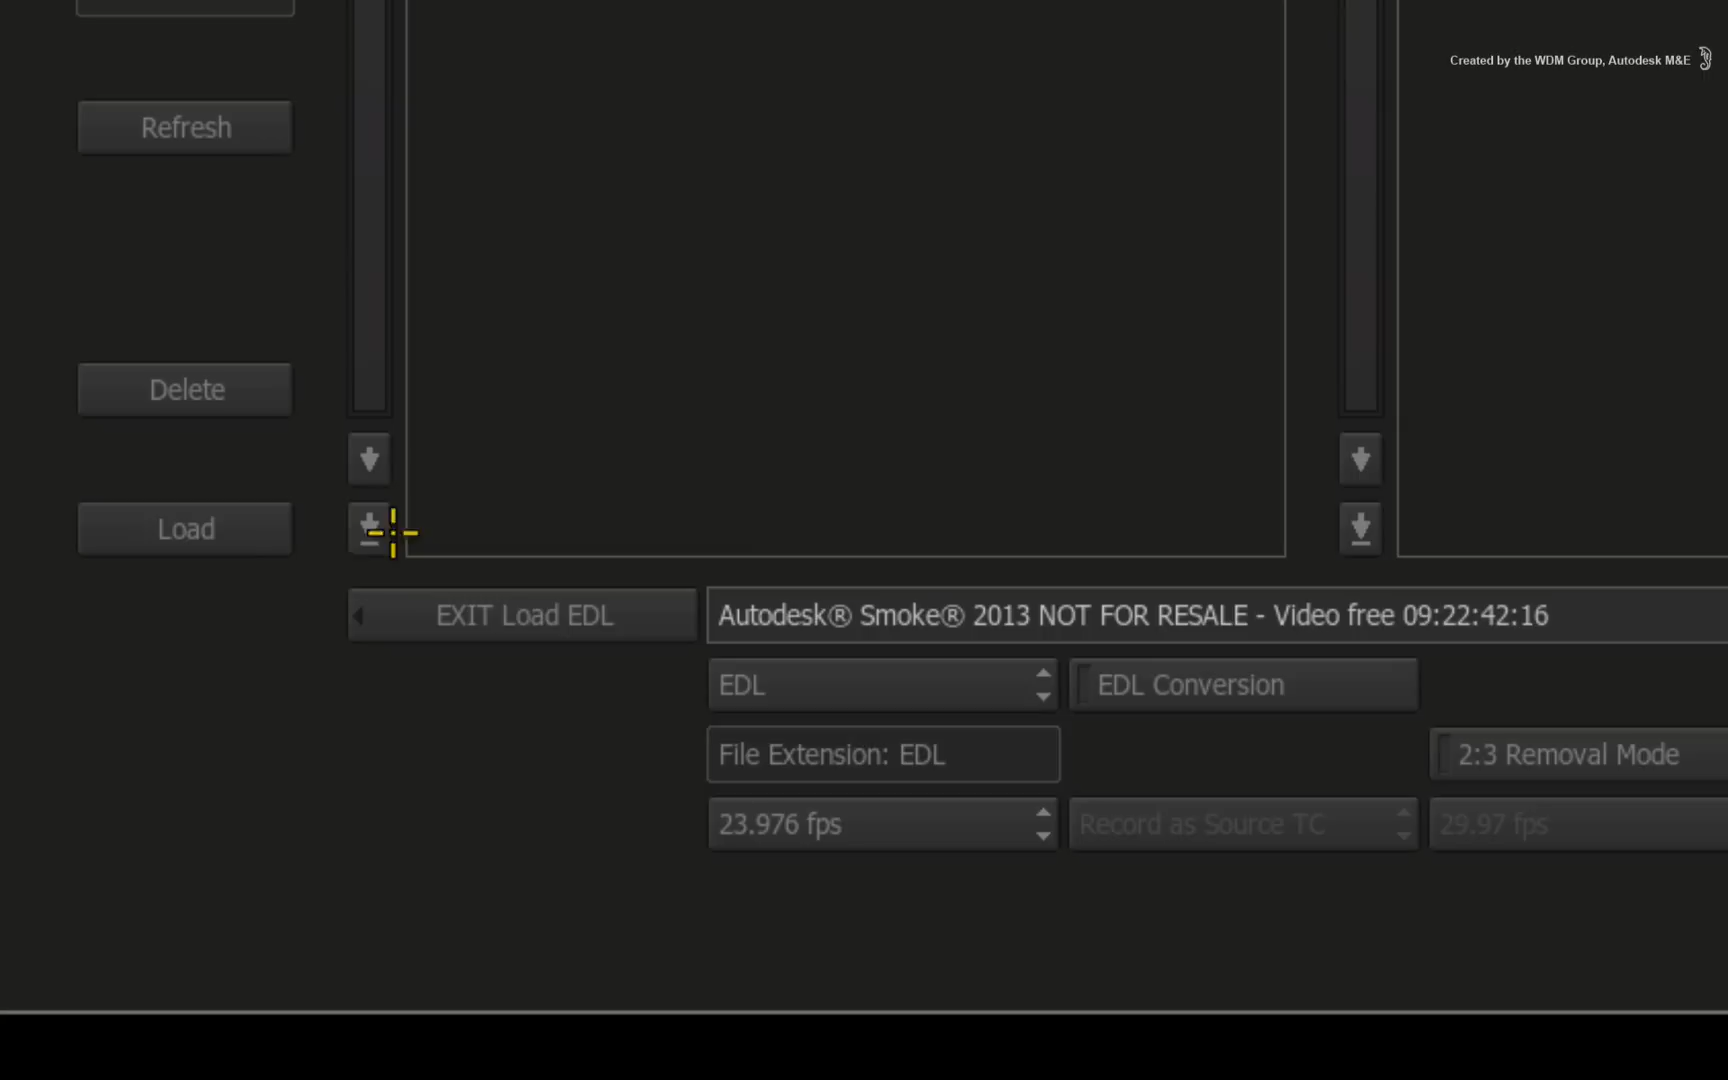 Created by the WDM Group, Autodesk M&E
Refresh
Delete
Load
EXIT Load EDL
Autodesk® Smoke® 2013 NOT FOR RESALE - Video free 09:22:42:16
EDL
EDL Conversion
File Extension: EDL
2:3 Removal Mode
23.976 fps
Record as Source TC
29.97 fps